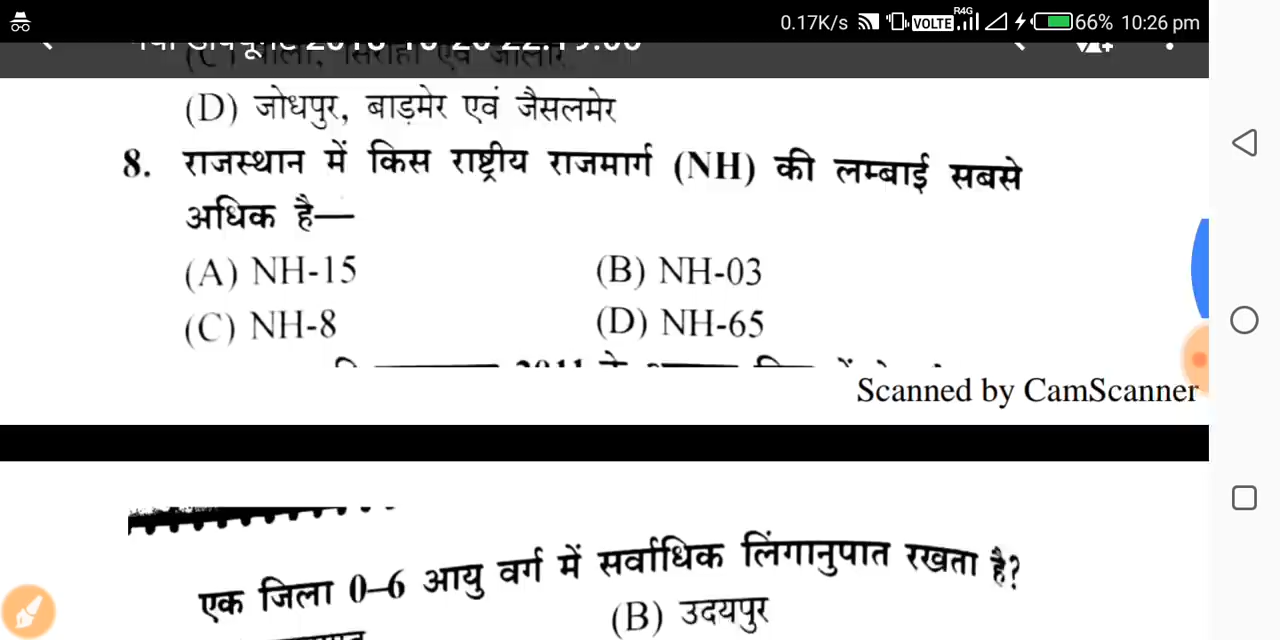 0.17K/s VOLTE R4G 66% 10:26 pm
(D) जोधपुर, बाड़मेर एवं जैसलमेर
8. राजस्थान में किस राष्ट्रीय राजमार्ग (NH) की लम्बाई सबसे
अधिक है—
(A) NH-15 (B) NH-03
(C) NH-8 (D) NH-65
Scanned by CamScanner
एक जिला 0–6 आयु वर्ग में सर्वाधिक लिंगानुपात रखता है?
(B) उदयपुर